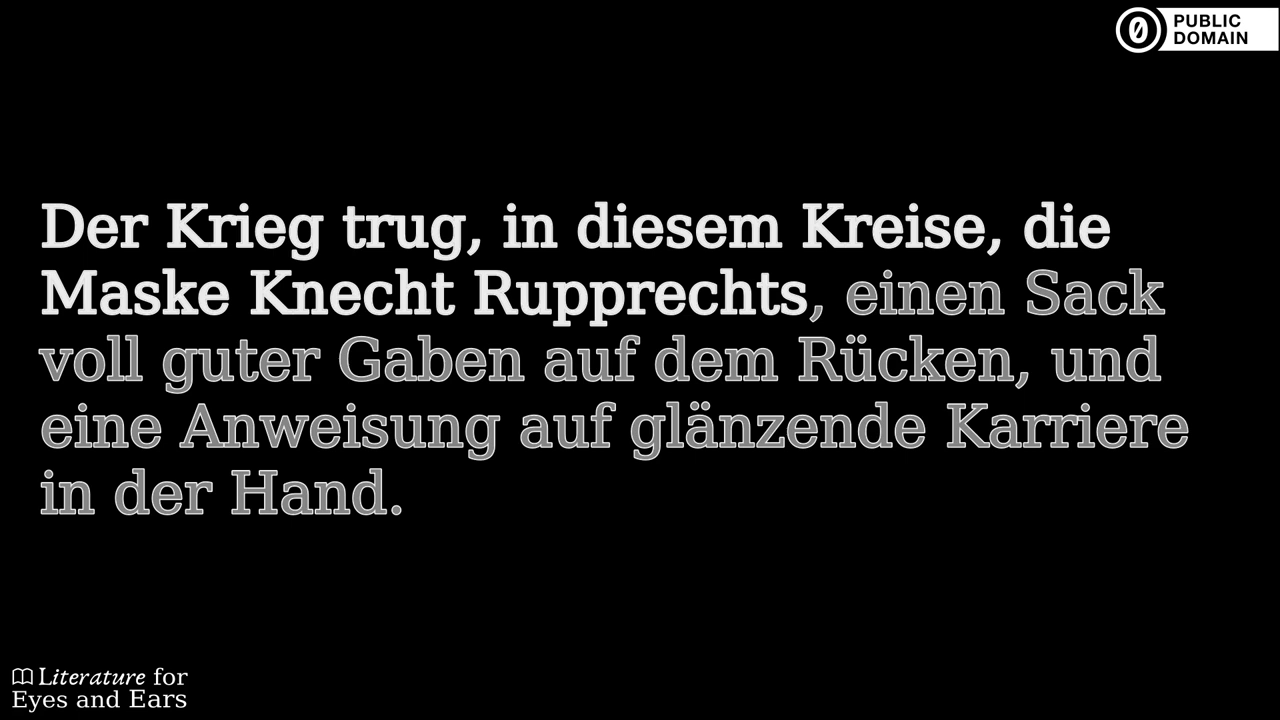 PUBLIC
DOMAIN
Der Krieg trug, in diesem Kreise, die
Maske Knecht Rupprechts, einen Sack
voll guter Gaben auf dem Rücken, und
eine Anweisung auf glänzende Karriere
in der Hand.
Literature for
Eyes and Ears